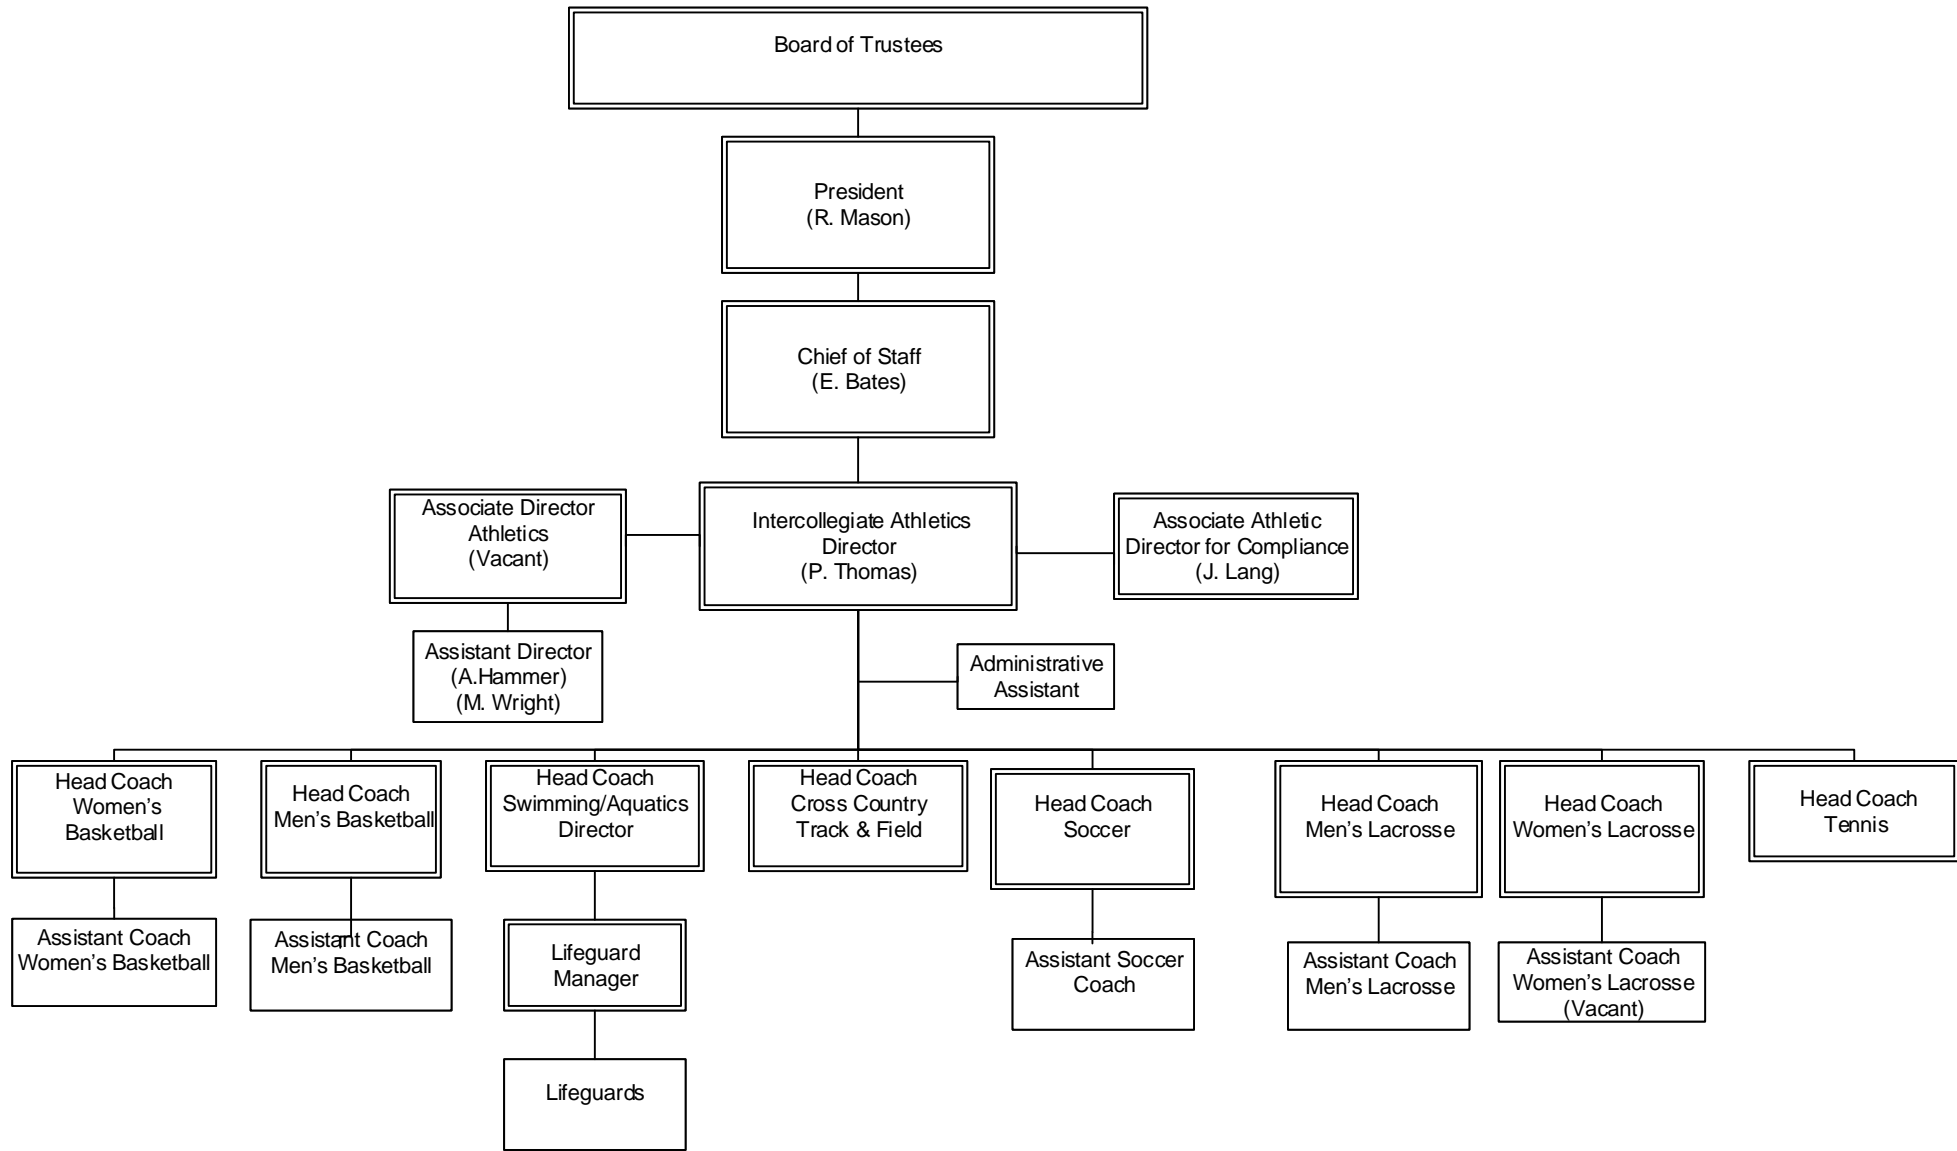 Board of Trustees
President
(R. Mason)
Chief of Staff
(E. Bates)
Associate Director
Athletics
(Vacant)
Intercollegiate Athletics
Director
(P. Thomas)
Associate Athletic
Director for Compliance
(J. Lang)
Assistant Director
(A.Hammer)
(M. Wright)
Administrative
Assistant
Head Coach
Women's
Basketball
Head Coach
Men's Basketball
Head Coach
Swimming/Aquatics
Director
Head Coach
Cross Country
Track & Field
Head Coach
Soccer
Head Coach
Men's Lacrosse
Head Coach
Women's Lacrosse
Head Coach
Tennis
Assistant Coach
Women's Basketball
Assistant Coach
Men's Basketball
Lifeguard
Manager
Assistant Soccer
Coach
Assistant Coach
Men's Lacrosse
Assistant Coach
Women's Lacrosse
(Vacant)
Lifeguards